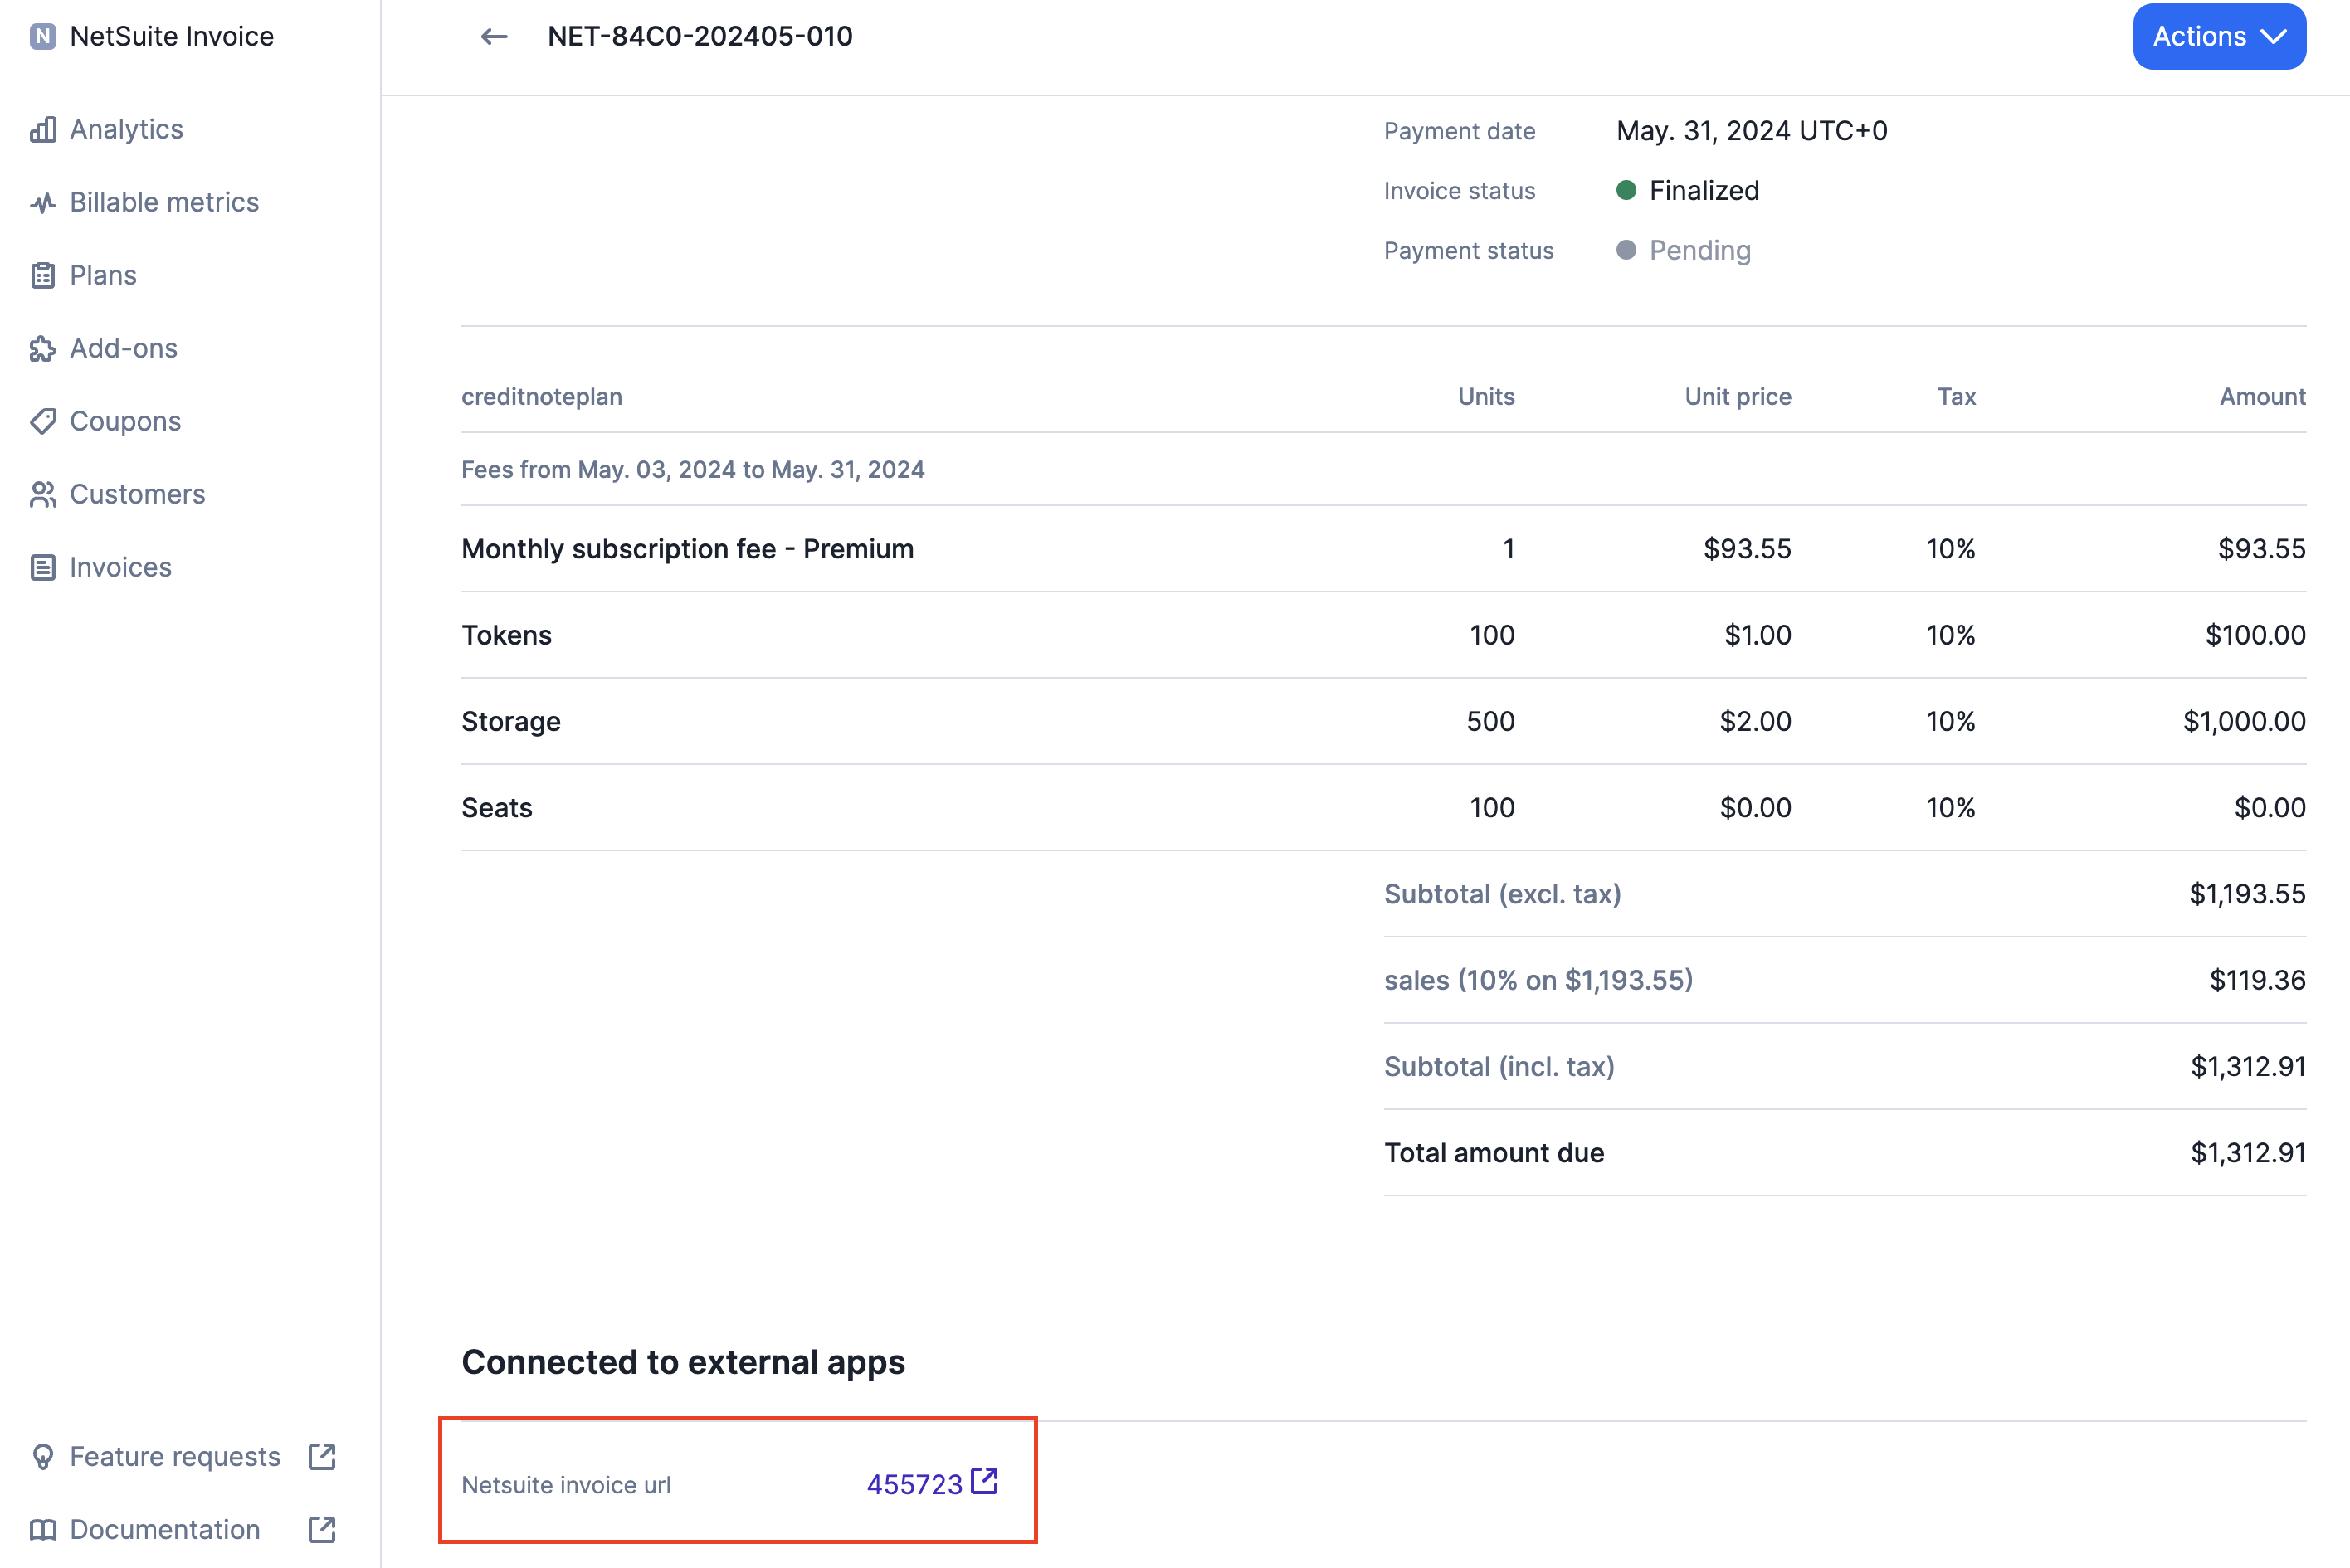 N NetSuite Invoice
Analytics
Billable metrics
Plans
Add-ons
Coupons
Customers
Invoices
Feature requests
Documentation
NET-84C0-202405-010
Actions
Payment date May. 31, 2024 UTC+0
Invoice status Finalized
Payment status Pending
creditnoteplan Units Unit price Tax Amount
Fees from May. 03, 2024 to May. 31, 2024
Monthly subscription fee - Premium 1 $93.55 10% $93.55
Tokens 100 $1.00 10% $100.00
Storage 500 $2.00 10% $1,000.00
Seats 100 $0.00 10% $0.00
Subtotal (excl. tax) $1,193.55
sales (10% on $1,193.55) $119.36
Subtotal (incl. tax) $1,312.91
Total amount due $1,312.91
Connected to external apps
Netsuite invoice url 455723